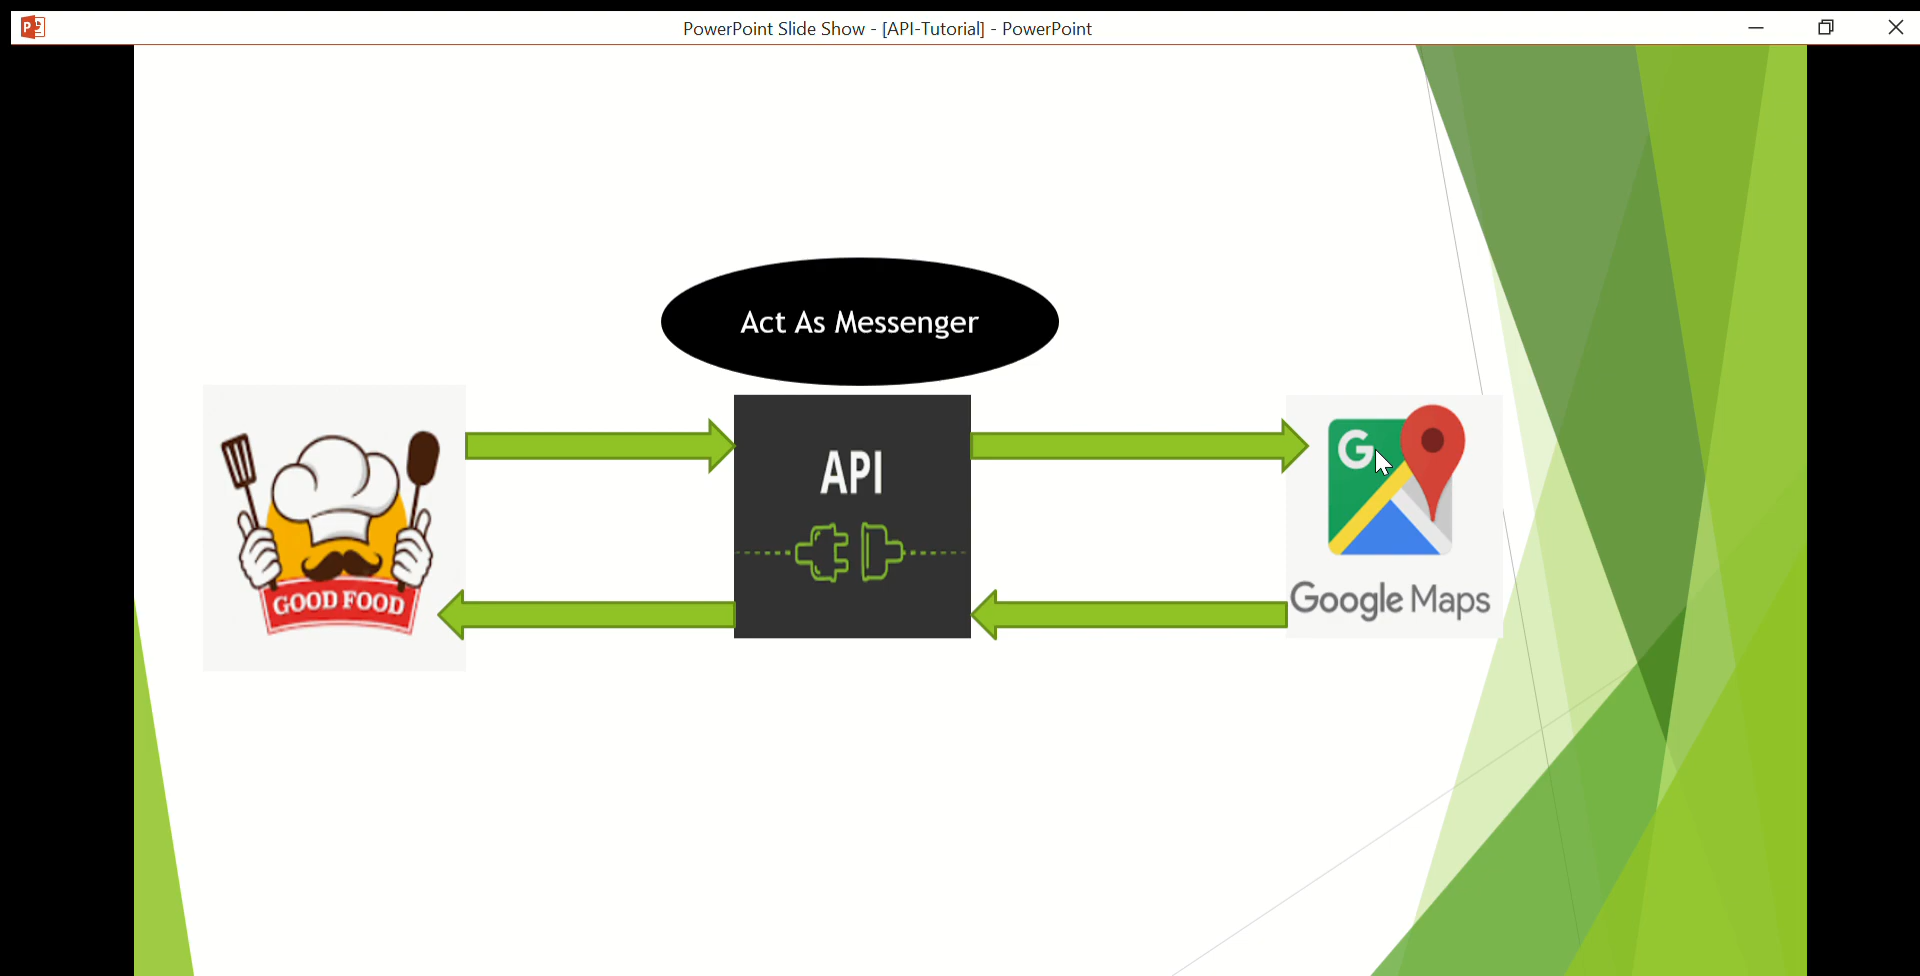 PowerPoint Slide Show - [API-Tutorial] - PowerPoint
Act As Messenger
API
G
GOOD FOOD
Google Maps